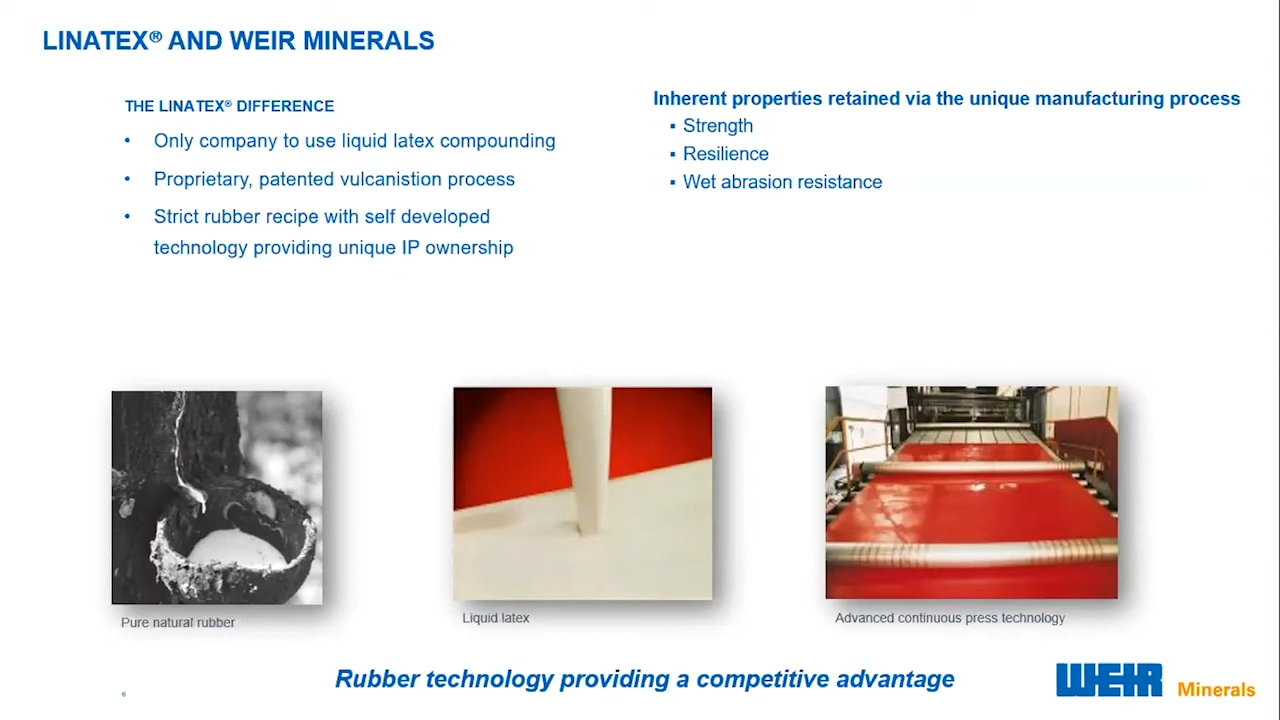 LINATEX® AND WEIR MINERALS
THE LINATEX® DIFFERENCE
• Only company to use liquid latex compounding
• Proprietary, patented vulcanistion process
• Strict rubber recipe with self developed
technology providing unique IP ownership
Inherent properties retained via the unique manufacturing process
▪ Strength
▪ Resilience
▪ Wet abrasion resistance
Pure natural rubber
Liquid latex
Advanced continuous press technology
Rubber technology providing a competitive advantage
6
WEIR
Minerals